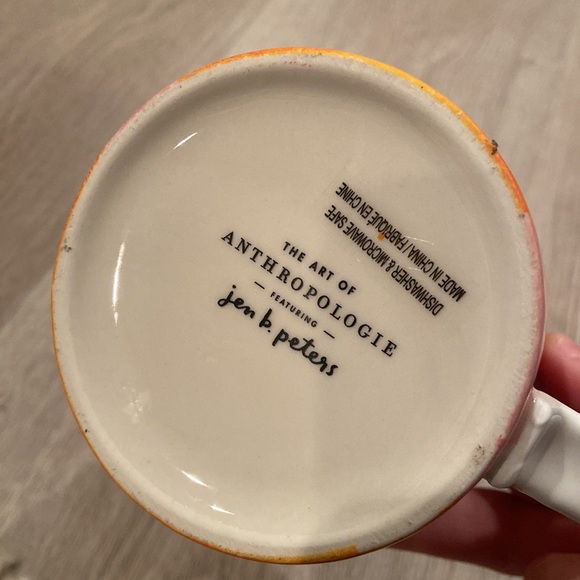 THE ART OF
ANTHROPOLOGIE
– FEATURING –
jen b. peters
DISHWASHER & MICROWAVE SAFE
MADE IN CHINA / FABRIQUÉ EN CHINE